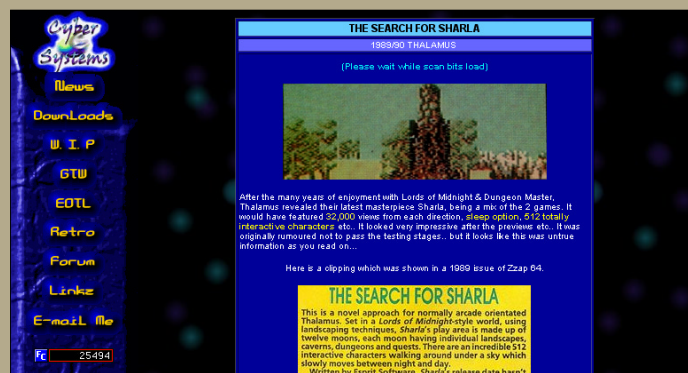 Cyber
Systems
News
DownLoads
W. I. P
GTW
EOTL
Retro
Forum
Linkz
E-maiL Me
FC 25494
THE SEARCH FOR SHARLA
1989/90 THALAMUS
(Please wait while scan bits load)
After the many years of enjoyment with Lords of Midnight & Dungeon Master,
Thalamus revealed their latest masterpiece Sharla, being a mix of the 2 games. It
would have featured 32,000 views from each direction, sleep option, 512 totally
interactive characters etc.. It looked very impressive after the previews etc.. It was
originally rumoured not to pass the testing stages.. but it looks like this was untrue
information as you read on...
Here is a clipping which was shown in a 1989 issue of Zzap 64.
THE SEARCH FOR SHARLA
This is a novel approach for normally arcade orientated
Thalamus. Set in a Lords of Midnight-style world, using
landscaping techniques, Sharla's play area is made up of
twelve moons, each moon having individual landscapes,
caverns, dungeons and quests. There are an incredible 512
interactive characters walking around under a sky which
slowly moves between night and day.
Written by Esprit Software, Sharla's release date hasn't